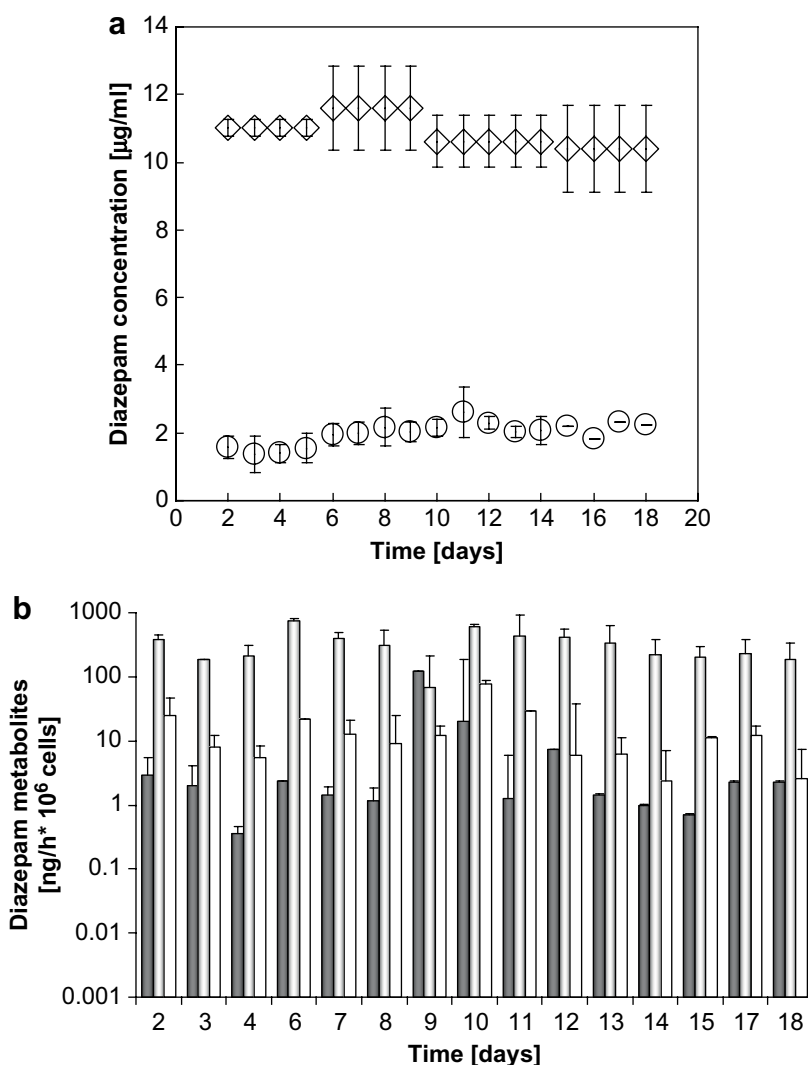 a
14
12
10
8
6
4
2
0
Diazepam concentration [µg/ml]
0 2 4 6 8 10 12 14 16 18 20
Time [days]
b
1000
100
10
1
0.1
0.01
0.001
Diazepam metabolites
[ng/h* 10⁶ cells]
2 3 4 6 7 8 9 10 11 12 13 14 15 17 18
Time [days]